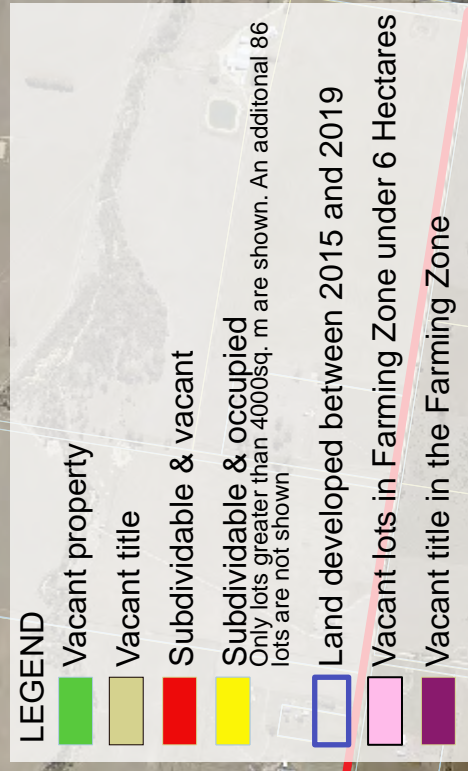 LEGEND
Vacant property
Vacant title
Subdividable & vacant
Subdividable & occupied
Only lots greater than 4000sq. m are shown. An additonal 86
lots are not shown
Land developed between 2015 and 2019
Vacant lots in Farming Zone under 6 Hectares
Vacant title in the Farming Zone